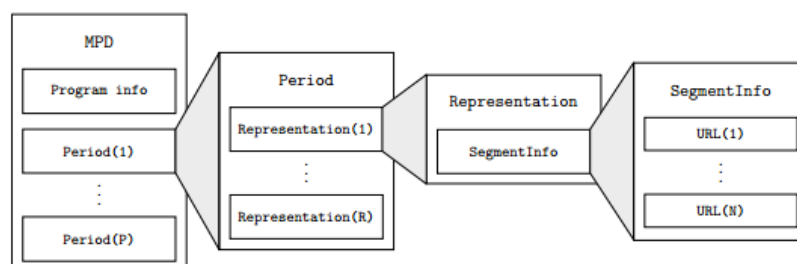 MPD
Program info
Period(1)
⋮
Period(P)
Period
Representation(1)
⋮
Representation(R)
Representation
SegmentInfo
SegmentInfo
URL(1)
⋮
URL(N)